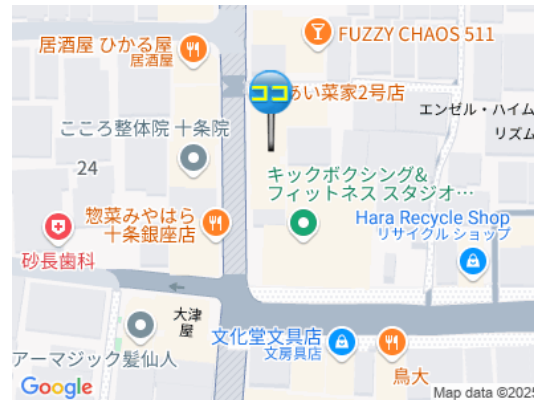 居酒屋 ひかる屋
居酒屋
FUZZY CHAOS 511
ココ
あい菜家2号店
エンゼル・ハイム
リズム
こころ整体院 十条院
24
キックボクシング&
フィットネス スタジオ…
惣菜みやはら
十条銀座店
Hara Recycle Shop
リサイクル ショップ
砂長歯科
大津
屋
文化堂文具店
文房具店
アーマジック髪仙人
鳥大
Google
Map data ©2025